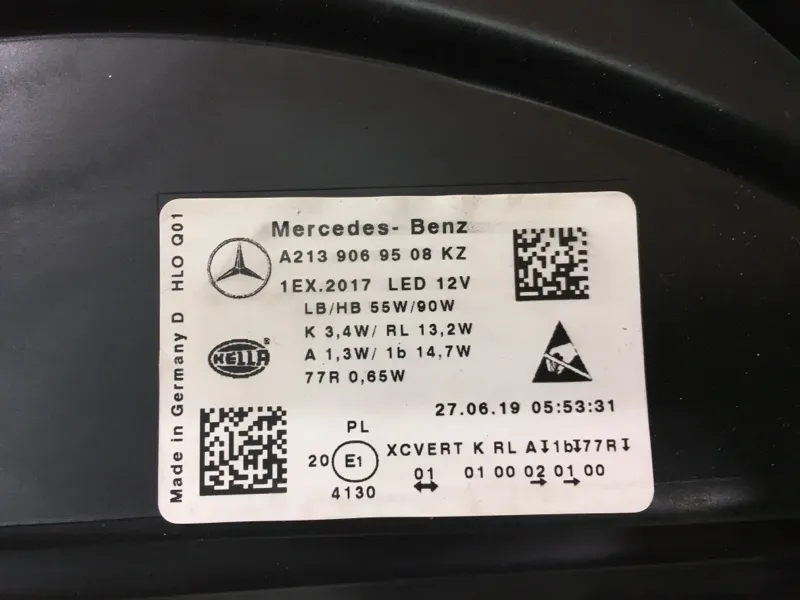 Mercedes- Benz
A213 906 95 08 KZ
1EX.2017 LED 12V
LB/HB 55W/90W
K 3,4W/ RL 13,2W
A 1,3W/ 1b 14,7W
77R 0,65W
HELLA®
27.06.19 05:53:31
PL
20 E1 XCVERT K RL A↧1b↧77R↧
01 01 00 02 01 00
4130
Made in Germany D HLO Q01